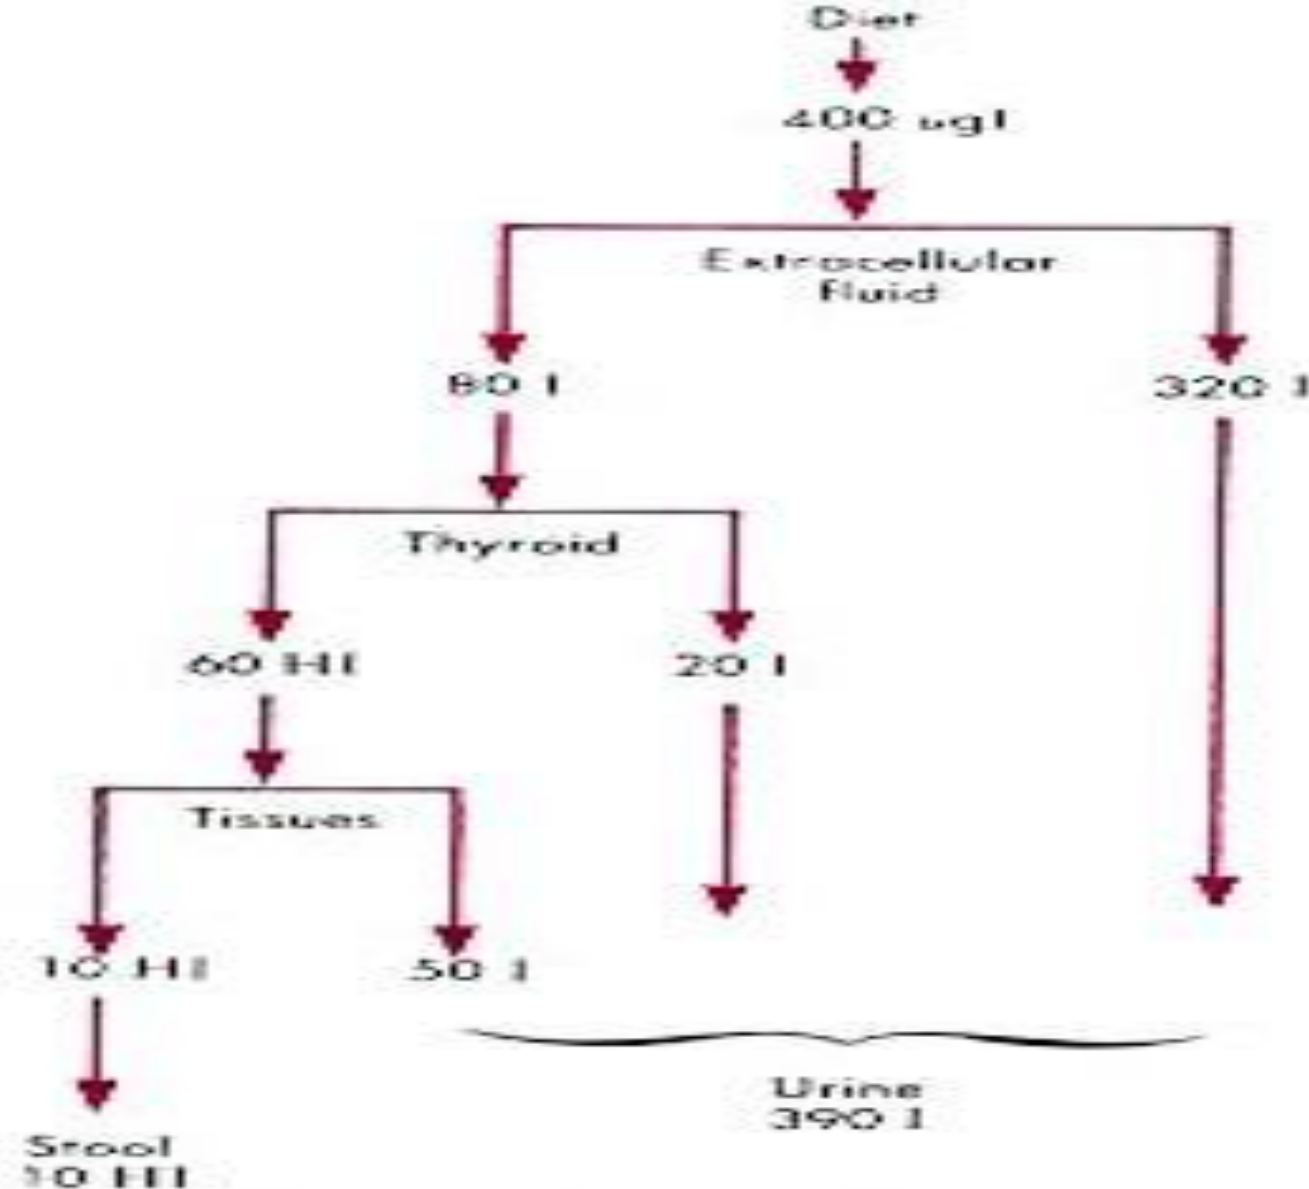 Diet
400 ugI
Extracellular
fluid
80 I
320 I
Thyroid
60 HI
20 I
Tissues
10 HI
50 I
Urine
390 I
Stool
10 HI